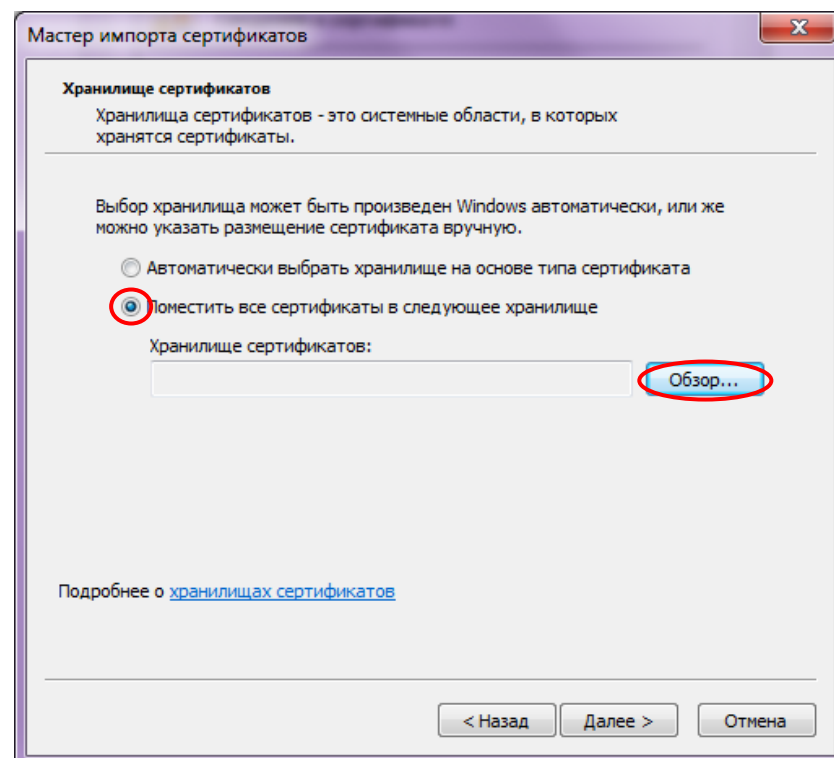 Мастер импорта сертификатов
Хранилище сертификатов
Хранилища сертификатов - это системные области, в которых
хранятся сертификаты.
Выбор хранилища может быть произведен Windows автоматически, или же
можно указать размещение сертификата вручную.
Автоматически выбрать хранилище на основе типа сертификата
Поместить все сертификаты в следующее хранилище
Хранилище сертификатов:
Обзор...
Подробнее о хранилищах сертификатов
< Назад Далее > Отмена